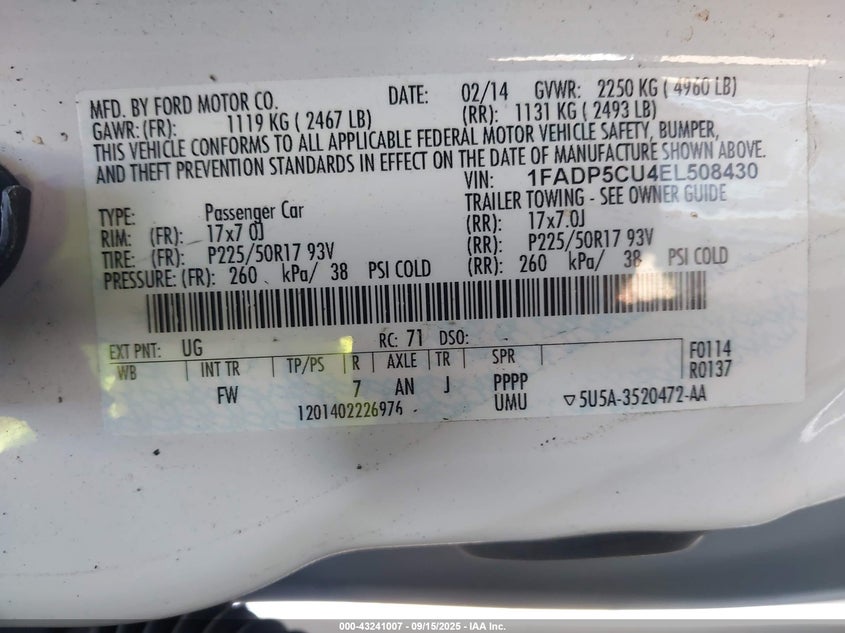 MFD. BY FORD MOTOR CO. DATE: 02/14 GVWR: 2250 KG ( 4960 LB)
GAWR:(FR): 1119 KG ( 2467 LB) (RR): 1131 KG ( 2493 LB)
THIS VEHICLE CONFORMS TO ALL APPLICABLE FEDERAL MOTOR VEHICLE SAFETY, BUMPER,
AND THEFT PREVENTION STANDARDS IN EFFECT ON THE DATE OF MANUFACTURE SHOWN ABOVE.
VIN: 1FADP5CU4EL508430
TRAILER TOWING - SEE OWNER GUIDE
TYPE: Passenger Car
RIM: (FR): 17x7.0J (RR): 17x7.0J
TIRE: (FR): P225/50R17 93V (RR): P225/50R17 93V
PRESSURE:(FR): 260 kPa/ 38 PSI COLD (RR): 260 kPa/ 38 PSI COLD
EXT PNT: UG RC: 71 DSO:
WB INT TR TP/PS R AXLE TR SPR F0114
R0137
FW 7 AN J PPPP
1201402226976 UMU ▽5U5A-3520472-AA
000-43241007 - 09/15/2025 - IAA Inc.